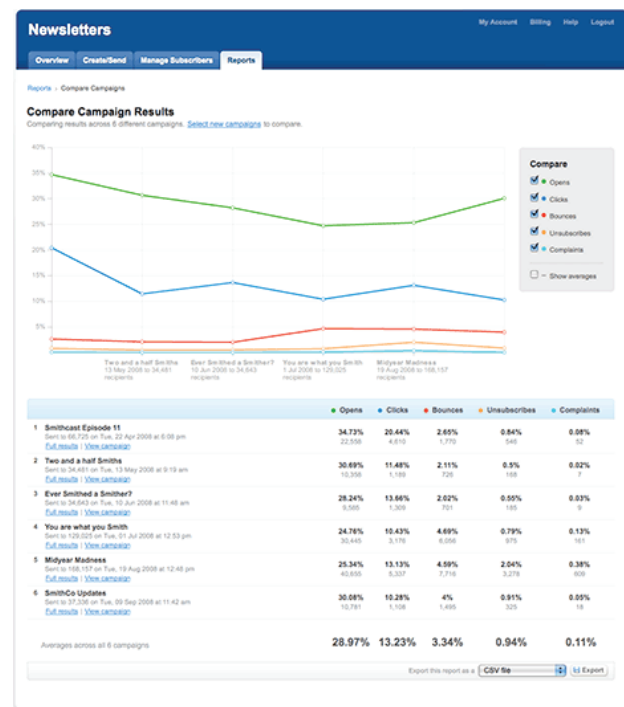 My Account Billing Help Logout
Newsletters
Overview Create/Send Manage Subscribers Reports
Reports › Compare Campaigns
Compare Campaign Results
Comparing results across 6 different campaigns. Select new campaigns to compare.
40%
35%
30%
25%
20%
15%
10%
5%
Compare
Opens
Clicks
Bounces
Unsubscribes
Complaints
Show averages
Two and a half Smiths
13 May 2008 to 34,481
recipients
Ever Smithed a Smither?
10 Jun 2008 to 34,643
recipients
You are what you Smith
1 Jul 2008 to 129,025
recipients
Midyear Madness
19 Aug 2008 to 168,157
recipients
Opens Clicks Bounces Unsubscribes Complaints
1 Smithcast Episode 11 34.73% 20.44% 2.65% 0.84% 0.08%
Sent to 66,725 on Tue, 22 Apr 2008 at 6:08 pm 22,558 4,610 1,770 546 52
Full results | View campaign
2 Two and a half Smiths 30.69% 11.48% 2.11% 0.5% 0.02%
Sent to 34,481 on Tue, 13 May 2008 at 9:19 am 10,356 1,189 728 168 7
Full results | View campaign
3 Ever Smithed a Smither? 28.24% 13.66% 2.02% 0.55% 0.03%
Sent to 34,643 on Tue, 10 Jun 2008 at 11:48 am 9,585 1,309 701 185 9
Full results | View campaign
4 You are what you Smith 24.76% 10.43% 4.69% 0.79% 0.13%
Sent to 129,025 on Tue, 01 Jul 2008 at 12:53 pm 30,445 3,176 6,056 975 161
Full results | View campaign
5 Midyear Madness 25.34% 13.13% 4.59% 2.04% 0.38%
Sent to 168,157 on Tue, 19 Aug 2008 at 12:48 pm 40,655 5,337 7,716 3,278 609
Full results | View campaign
6 SmithCo Updates 30.08% 10.28% 4% 0.91% 0.05%
Sent to 37,336 on Tue, 09 Sep 2008 at 11:42 am 10,781 1,108 1,495 325 18
Full results | View campaign
Averages across all 6 campaigns 28.97% 13.23% 3.34% 0.94% 0.11%
Export this report as a CSV file Export